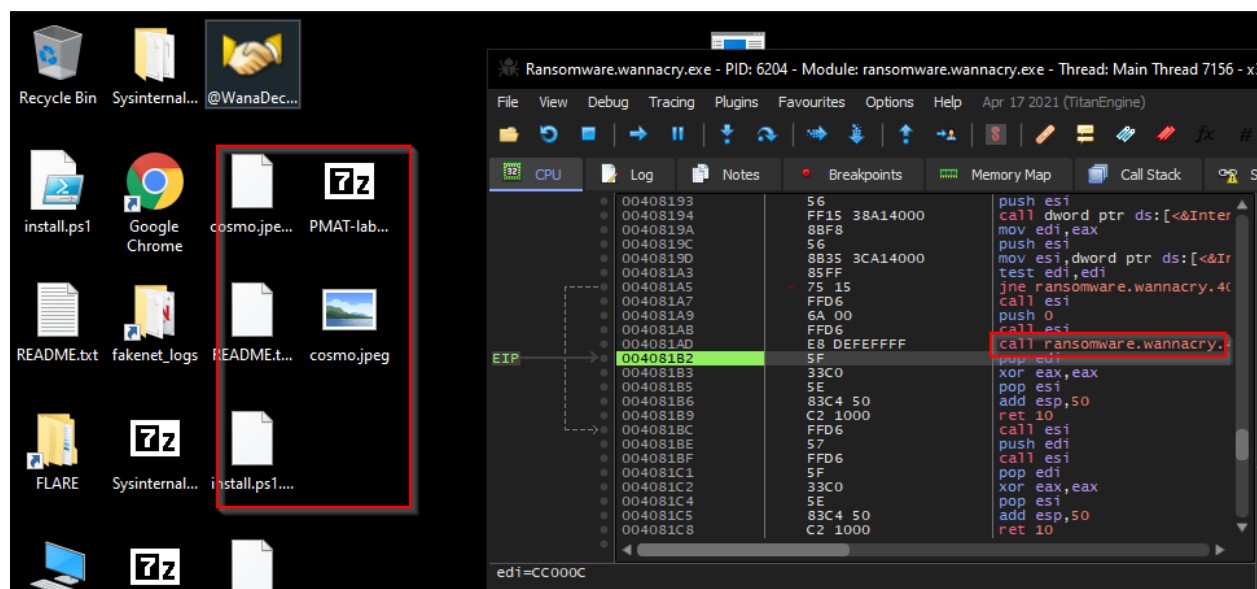 Recycle Bin
Sysinternal...
@WanaDec...
install.ps1
Google
Chrome
cosmo.jpe...
7z
PMAT-lab...
README.txt
fakenet_logs
README.t...
cosmo.jpeg
FLARE
7z
Sysinternal...
install.ps1....
7z
Ransomware.wannacry.exe - PID: 6204 - Module: ransomware.wannacry.exe - Thread: Main Thread 7156 - x
File View Debug Tracing Plugins Favourites Options Help Apr 17 2021 (TitanEngine)
S fx #
32 CPU Log Notes Breakpoints Memory Map Call Stack S
00408193 56 push esi
00408194 FF15 38A14000 call dword ptr ds:[<&Inter
0040819A 8BF8 mov edi,eax
0040819C 56 push esi
0040819D 8B35 3CA14000 mov esi,dword ptr ds:[<&Ir
004081A3 85FF test edi,edi
004081A5 75 15 jne ransomware.wannacry.40
004081A7 FFD6 call esi
004081A9 6A 00 push 0
004081AB FFD6 call esi
004081AD E8 DEFEFFFF call ransomware.wannacry.4
EIP 004081B2 5F pop edi
004081B3 33C0 xor eax,eax
004081B5 5E pop esi
004081B6 83C4 50 add esp,50
004081B9 C2 1000 ret 10
004081BC FFD6 call esi
004081BE 57 push edi
004081BF FFD6 call esi
004081C1 5F pop edi
004081C2 33C0 xor eax,eax
004081C4 5E pop esi
004081C5 83C4 50 add esp,50
004081C8 C2 1000 ret 10
edi=CC000C